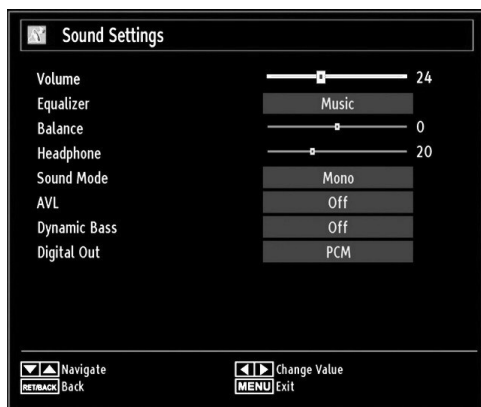 Sound Settings
Volume 24
Equalizer Music
Balance 0
Headphone 20
Sound Mode Mono
AVL Off
Dynamic Bass Off
Digital Out PCM
Navigate Change Value
RET/BACK Back MENU Exit